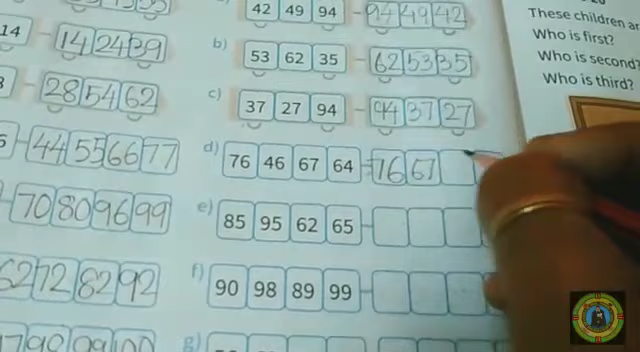 42 49 94 - 94 49 42
These children ar
Who is first?
Who is second?
Who is third?
14 - 14 24 39
b) 53 62 35 - 62 53 35
- 28 54 62
c) 37 27 94 - 94 37 27
- 44 55 66 77
d) 76 46 67 64 - 76 67
- 70 80 96 99
e) 85 95 62 65 -
62 72 82 92
f) 90 98 89 99 -
g)